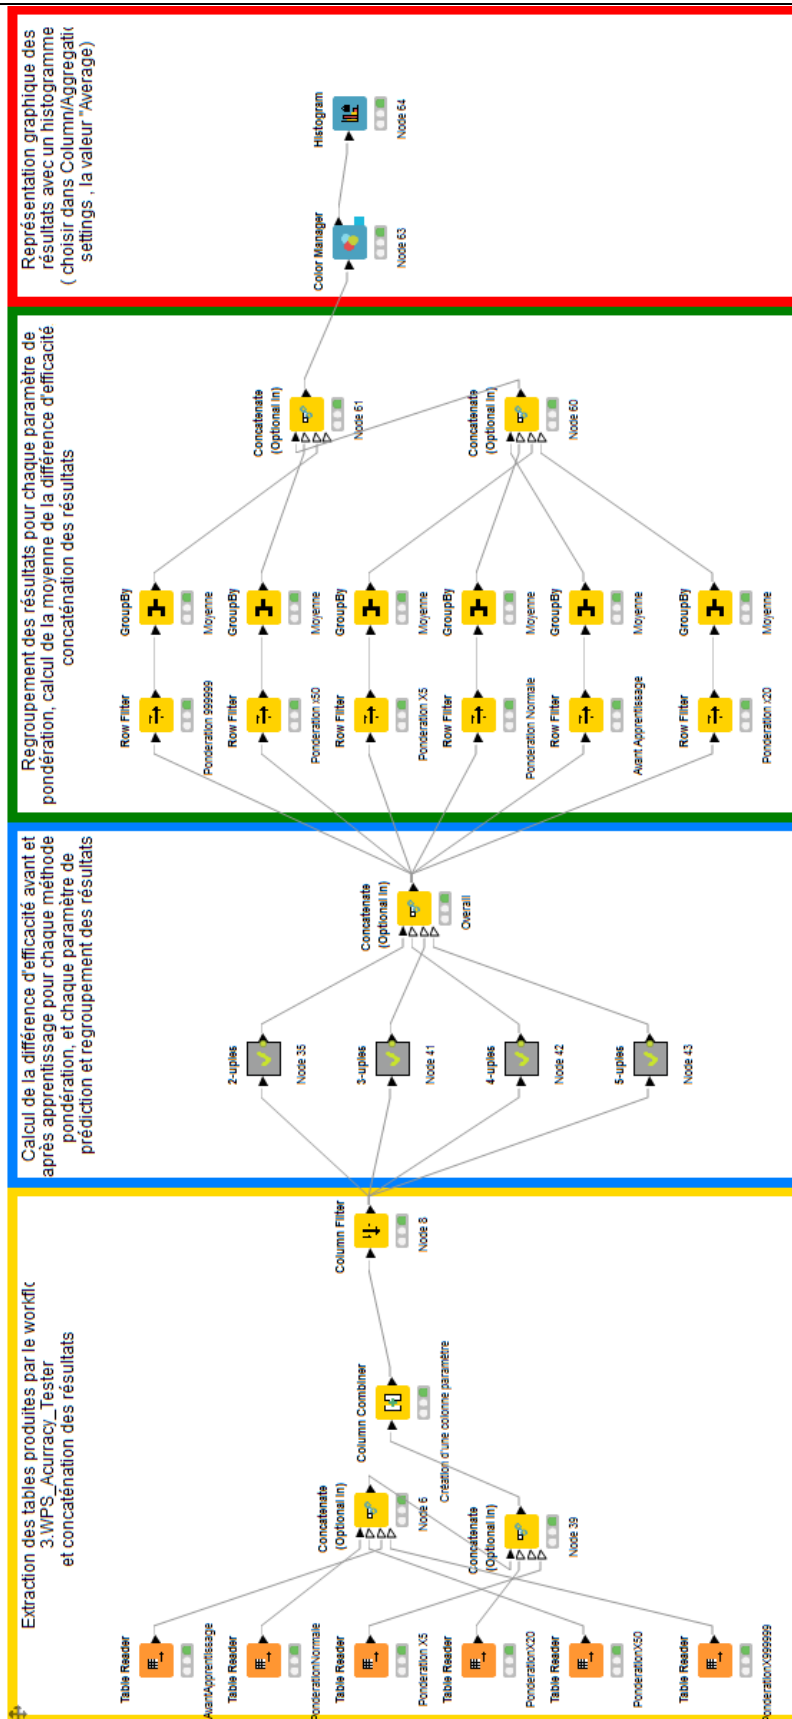 Extraction des tables produites par le workflc
3.WPS_Acurracy_Tester
et concaténation des résultats
Table Reader
AvantApprentissage
Table Reader
PonderationNormale
Table Reader
Ponderation X5
Table Reader
PonderationX20
Table Reader
PonderationX50
Table Reader
PonderationX999999
Concatenate
(Optional in)
Node 6
Concatenate
(Optional in)
Node 39
Column Combiner
Création d'une colonne paramètre
Column Filter
Node 8
Calcul de la différence d'efficacité avant et
après apprentissage pour chaque méthode
pondération, et chaque paramètre de
prédiction et regroupement des résultats
2-uples
Node 35
3-uples
Node 41
4-uples
Node 42
5-uples
Node 43
Concatenate
(Optional in)
Overall
Regroupement des résultats pour chaque paramètre de
pondération, calcul de la moyenne de la différence d'efficacité
concaténation des résultats
Row Filter
Ponderation 999999
Row Filter
Ponderation x50
Row Filter
Ponderation X5
Row Filter
Ponderation Normale
Row Filter
Avant Apprentissage
Row Filter
Ponderation x20
GroupBy
Moyenne
GroupBy
Moyenne
GroupBy
Moyenne
GroupBy
Moyenne
GroupBy
Moyenne
GroupBy
Moyenne
Concatenate
(Optional in)
Node 61
Concatenate
(Optional in)
Node 60
Représentation graphique des
résultats avec un histogramme
( choisir dans Column/Aggregatic
settings , la valeur "Average)
Color Manager
Node 63
Histogram
Node 64